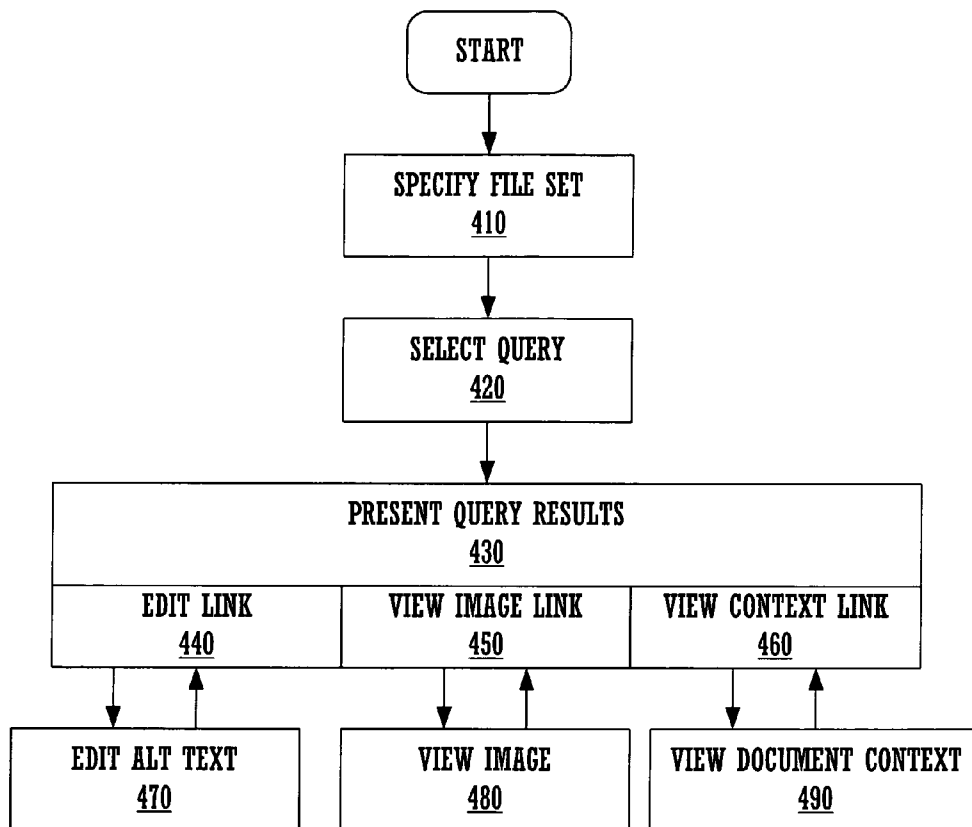 START
SPECIFY FILE SET
410
SELECT QUERY
420
PRESENT QUERY RESULTS
430
EDIT LINK
440
VIEW IMAGE LINK
450
VIEW CONTEXT LINK
460
EDIT ALT TEXT
470
VIEW IMAGE
480
VIEW DOCUMENT CONTEXT
490